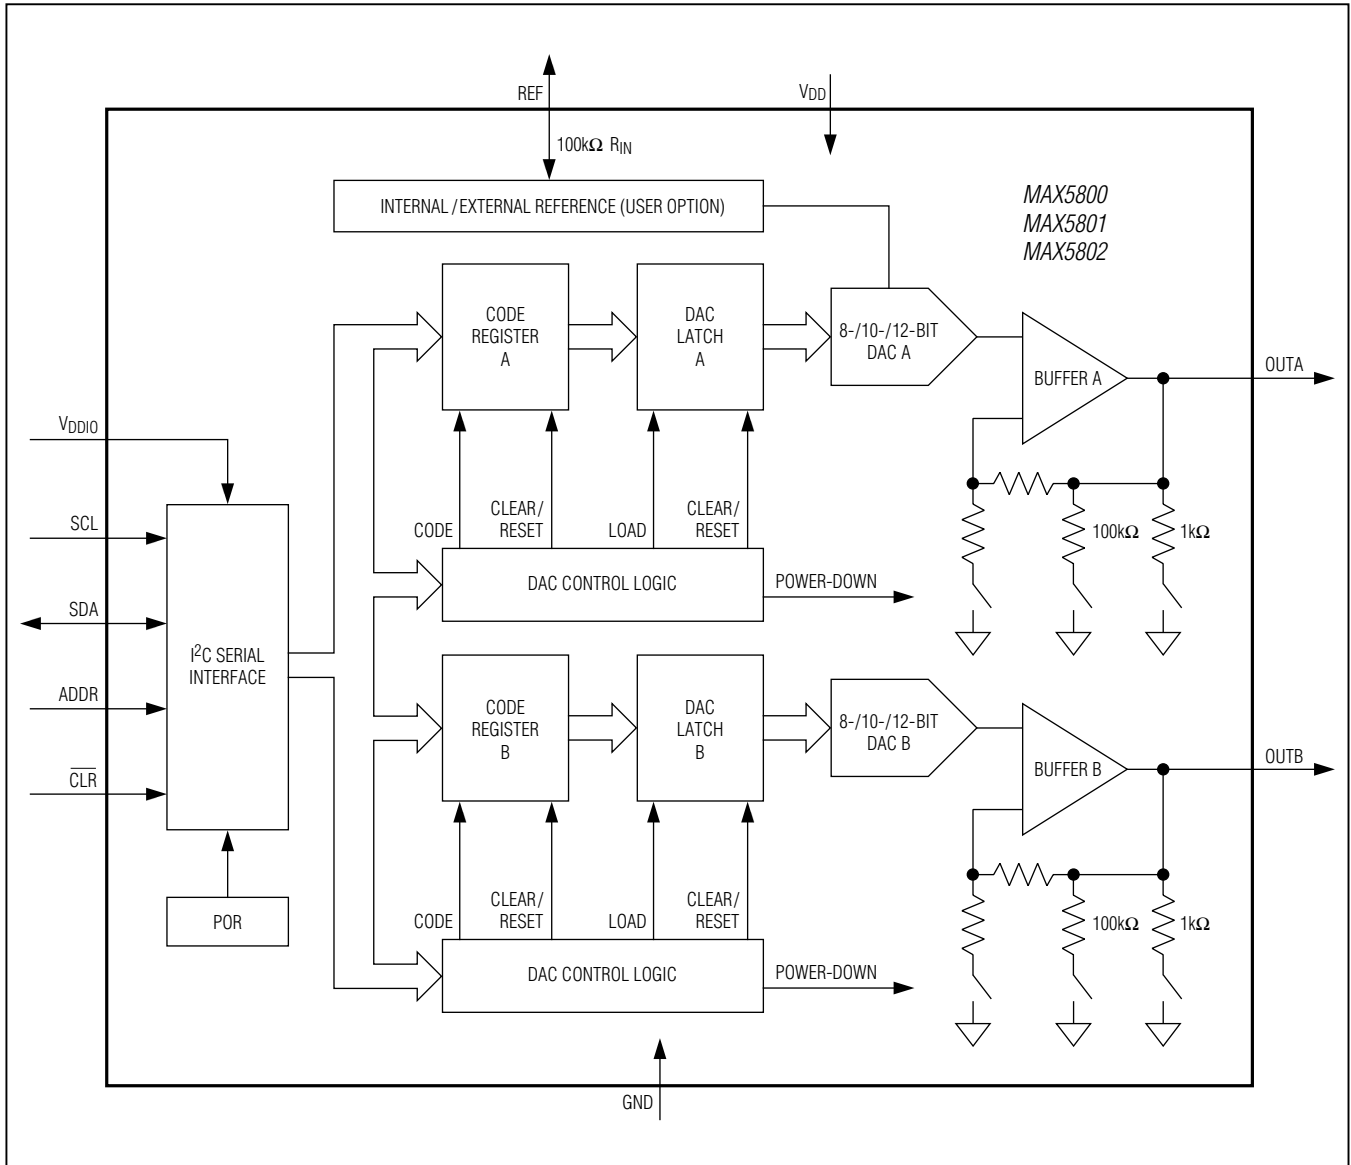 REF
VDD
100kΩ RIN
INTERNAL/EXTERNAL REFERENCE (USER OPTION)
MAX5800
MAX5801
MAX5802
CODE
REGISTER
A
DAC
LATCH
A
8-/10-/12-BIT
DAC A
BUFFER A
OUTA
VDDIO
SCL
SDA
ADDR
CLR
I²C SERIAL
INTERFACE
POR
CODE
CLEAR/
RESET
LOAD
CLEAR/
RESET
100kΩ
1kΩ
DAC CONTROL LOGIC
POWER-DOWN
CODE
REGISTER
B
DAC
LATCH
B
8-/10-/12-BIT
DAC B
BUFFER B
OUTB
CODE
CLEAR/
RESET
LOAD
CLEAR/
RESET
100kΩ
1kΩ
DAC CONTROL LOGIC
POWER-DOWN
GND